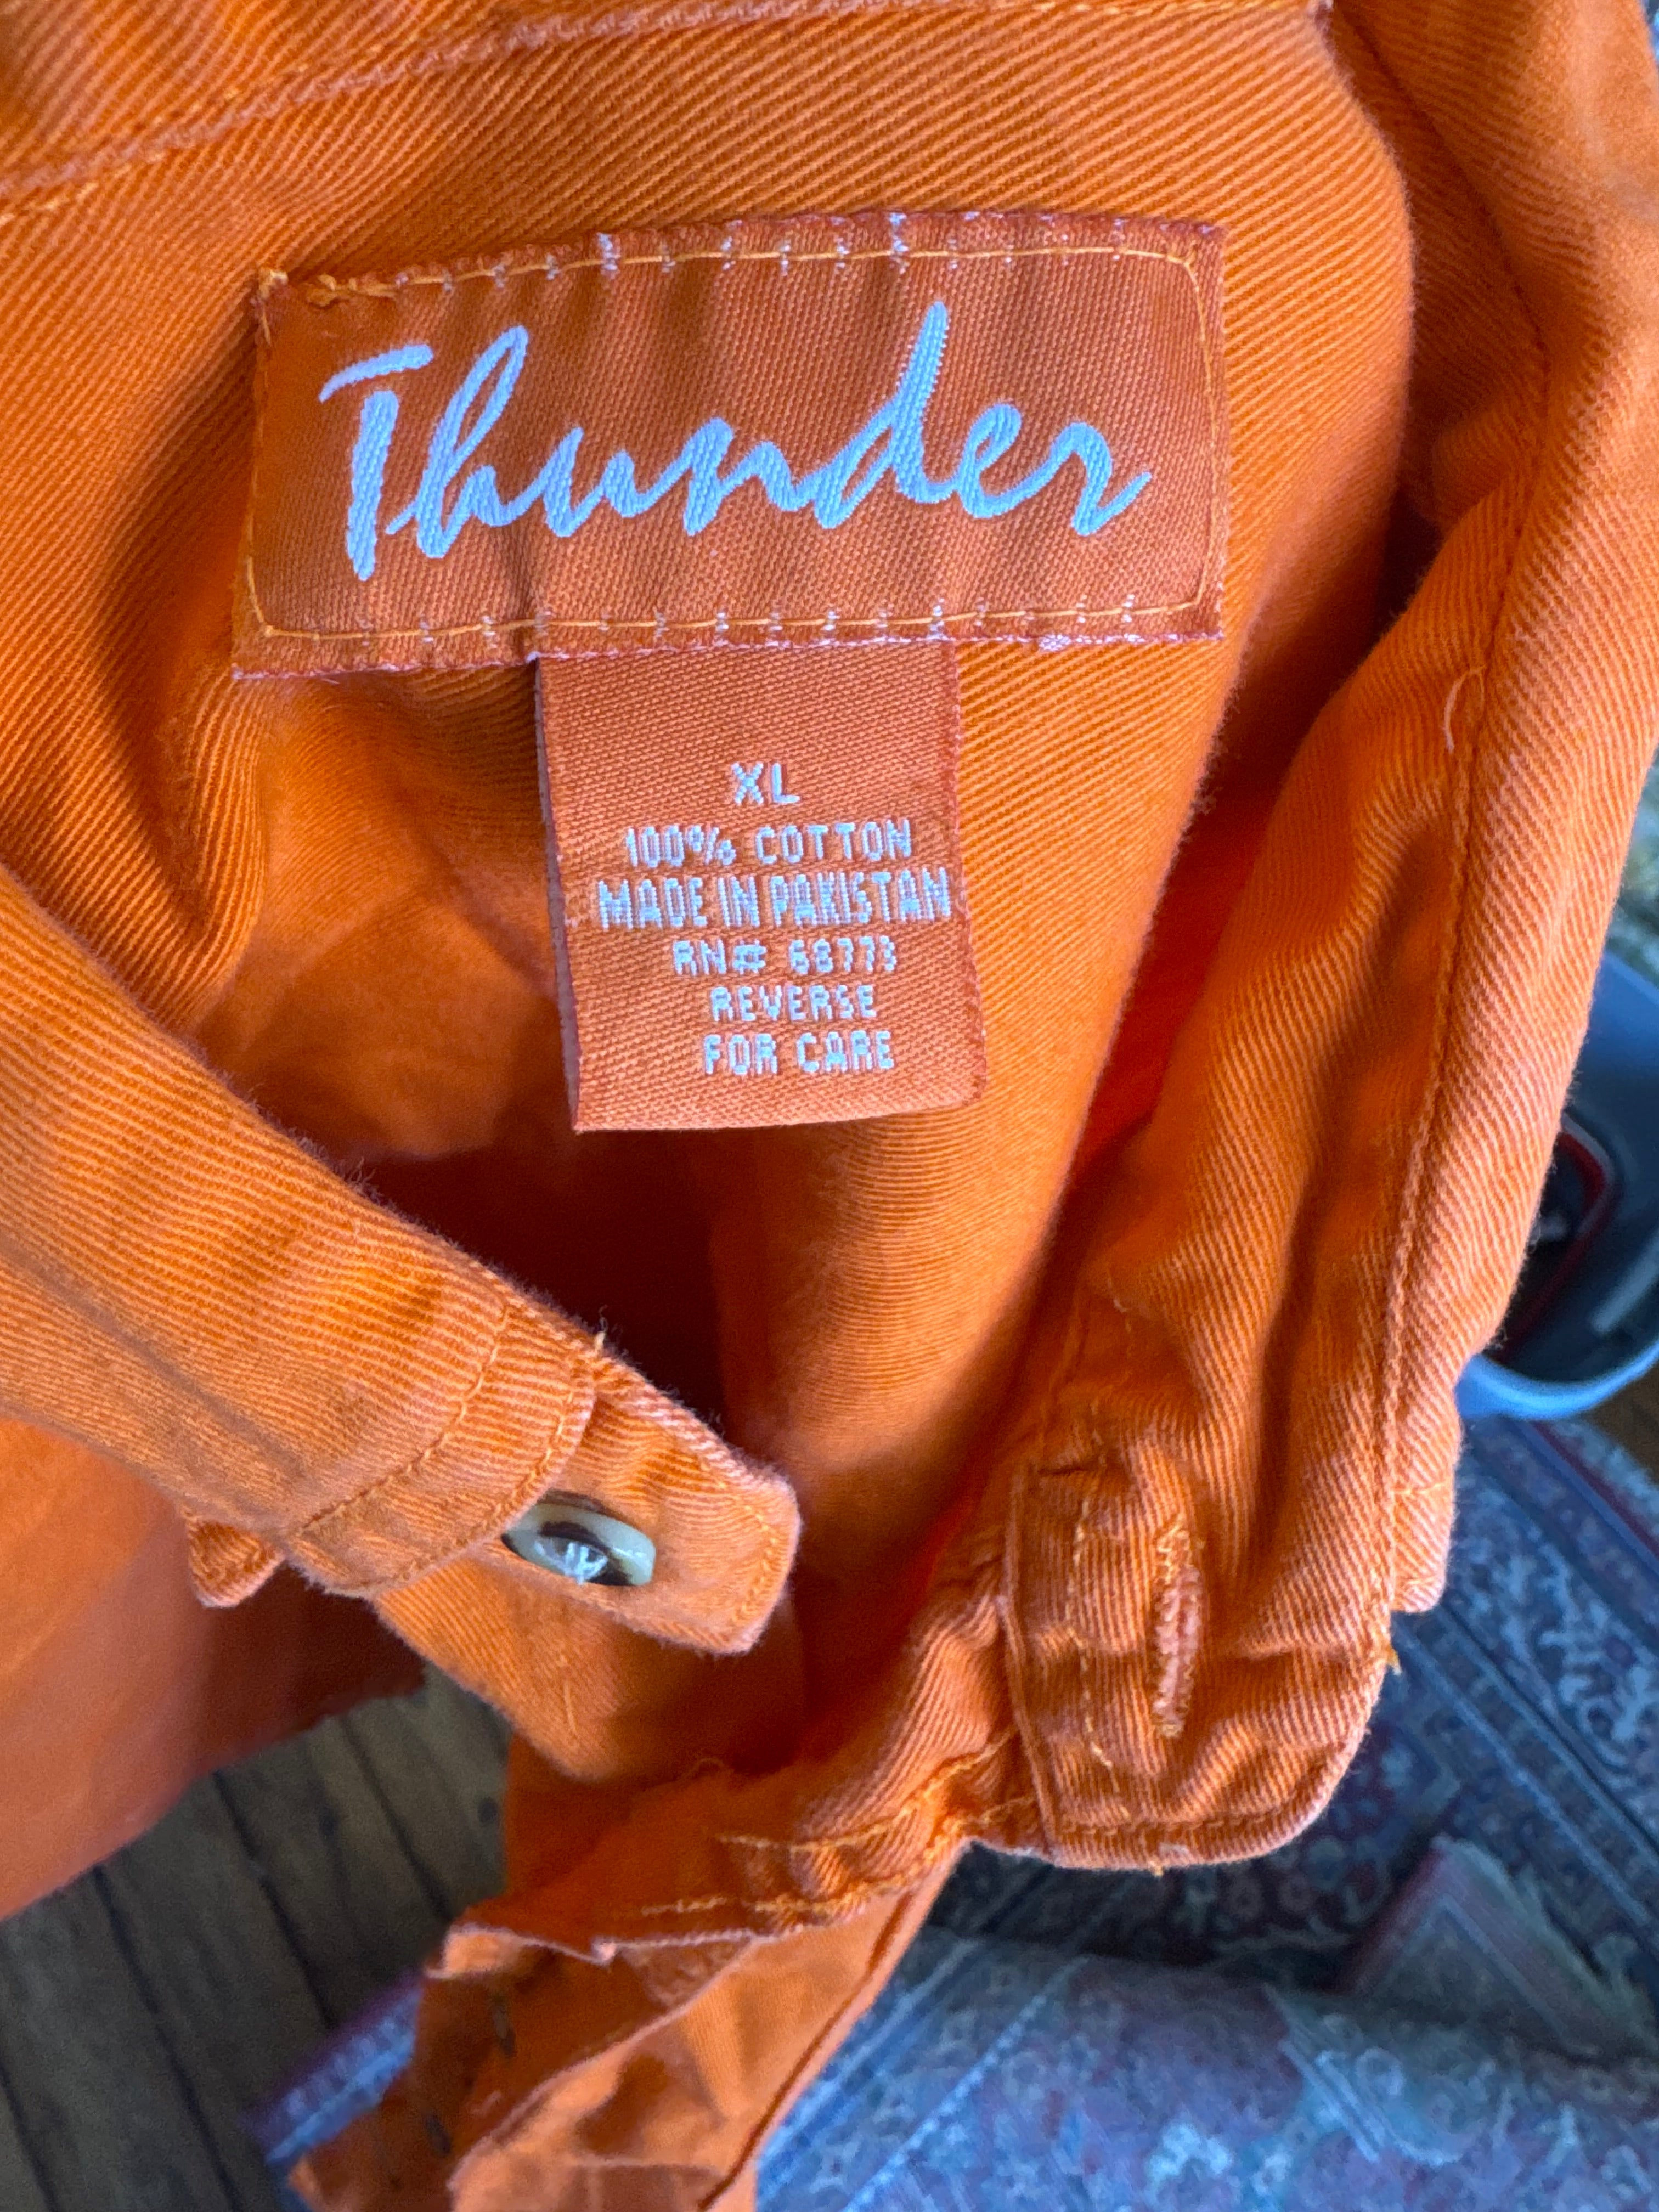 Thunder
XL
100% COTTON
MADE IN PAKISTAN
RN# 68773
REVERSE
FOR CARE